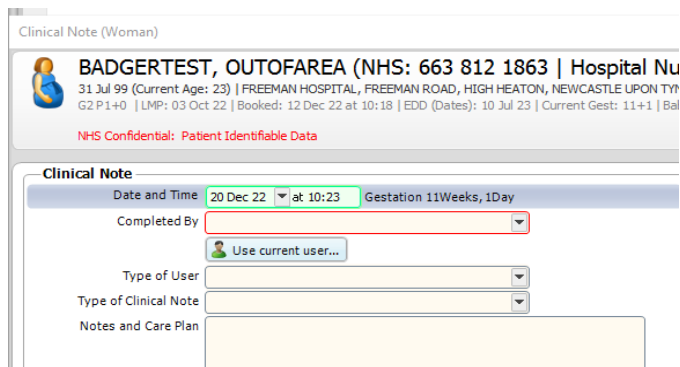 Clinical Note (Woman)
BADGERTEST, OUTOFAREA (NHS: 663 812 1863 | Hospital Nu
31 Jul 99 (Current Age: 23) | FREEMAN HOSPITAL, FREEMAN ROAD, HIGH HEATON, NEWCASTLE UPON TYN
G2 P1+0 | LMP: 03 Oct 22 | Booked: 12 Dec 22 at 10:18 | EDD (Dates): 10 Jul 23 | Current Gest: 11+1 | Bal
NHS Confidential: Patient Identifiable Data
Clinical Note
Date and Time 20 Dec 22 at 10:23 Gestation 11Weeks, 1Day
Completed By
Use current user...
Type of User
Type of Clinical Note
Notes and Care Plan